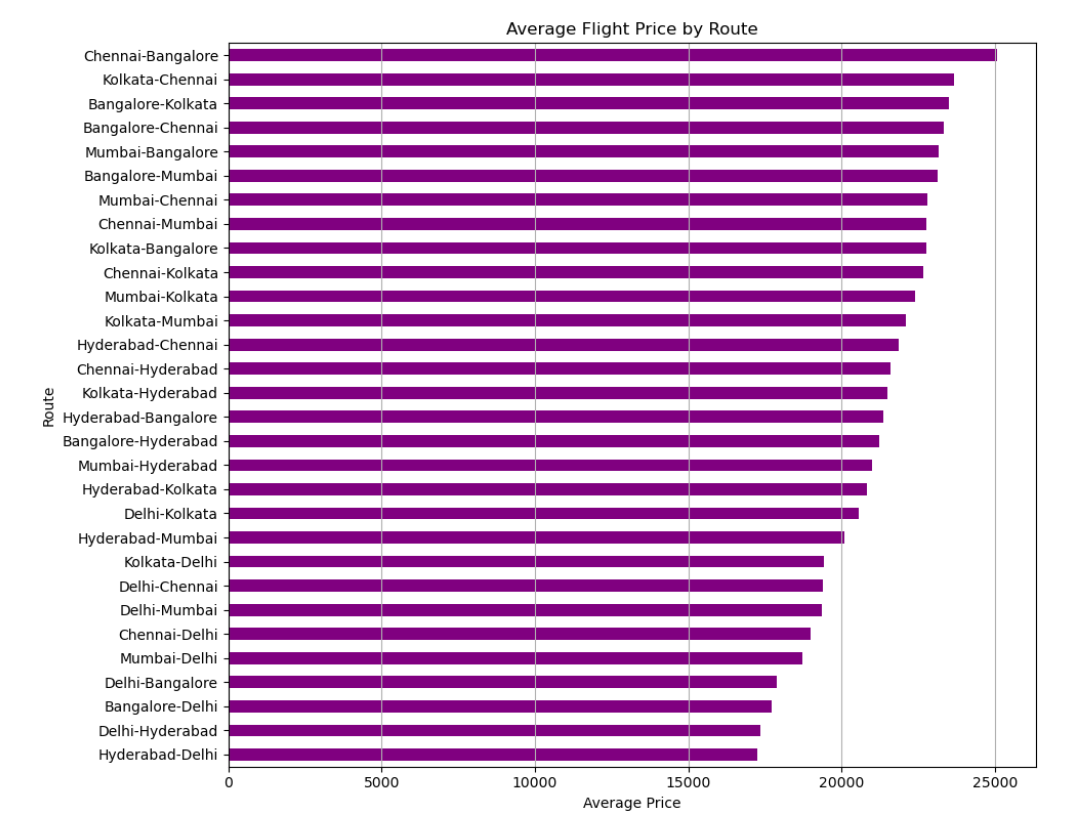 Average Flight Price by Route
Chennai-Bangalore
Kolkata-Chennai
Bangalore-Kolkata
Bangalore-Chennai
Mumbai-Bangalore
Bangalore-Mumbai
Mumbai-Chennai
Chennai-Mumbai
Kolkata-Bangalore
Chennai-Kolkata
Mumbai-Kolkata
Kolkata-Mumbai
Hyderabad-Chennai
Chennai-Hyderabad
Kolkata-Hyderabad
Hyderabad-Bangalore
Bangalore-Hyderabad
Mumbai-Hyderabad
Hyderabad-Kolkata
Delhi-Kolkata
Hyderabad-Mumbai
Kolkata-Delhi
Delhi-Chennai
Delhi-Mumbai
Chennai-Delhi
Mumbai-Delhi
Delhi-Bangalore
Bangalore-Delhi
Delhi-Hyderabad
Hyderabad-Delhi
Route
0 5000 10000 15000 20000 25000
Average Price